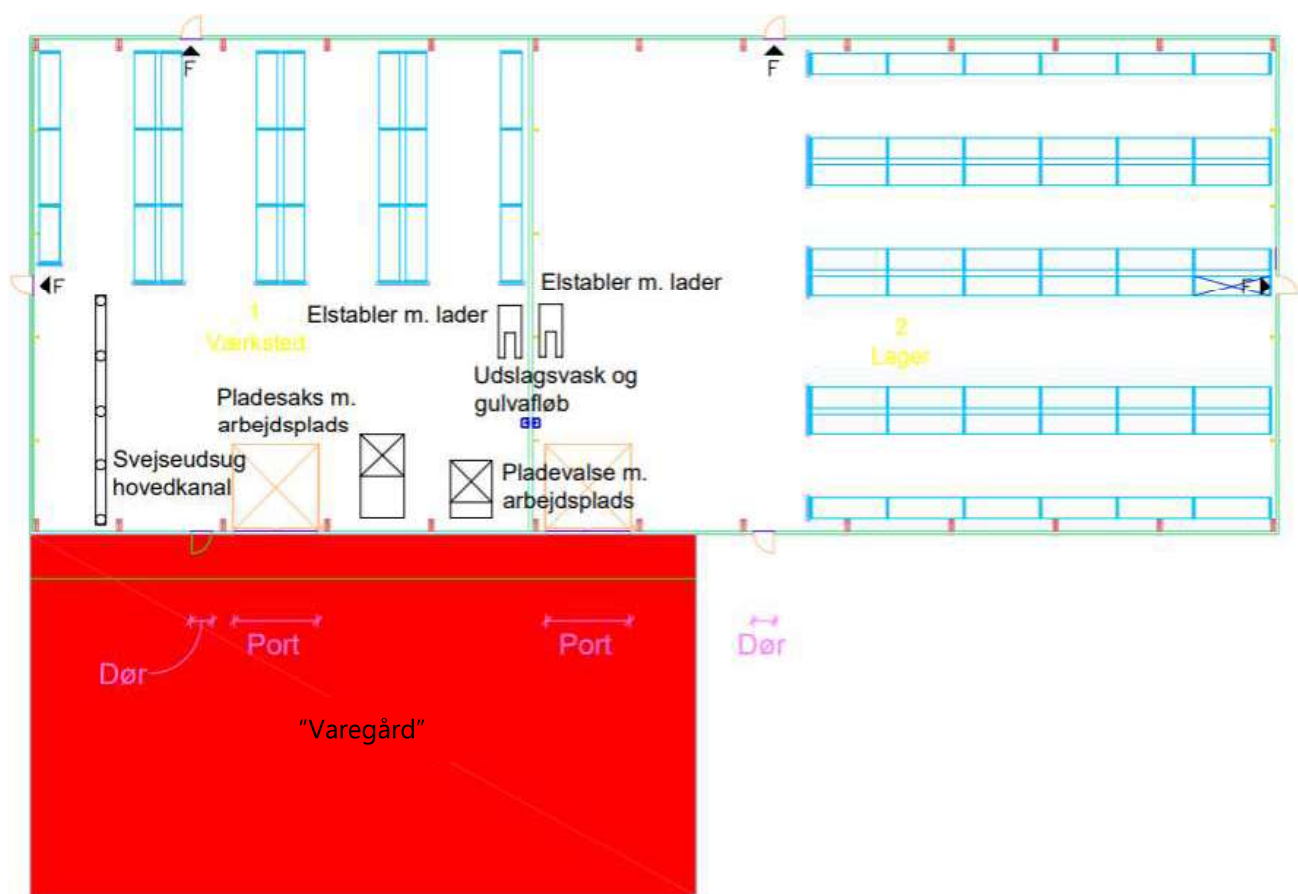 F
F
F
F
Elstabler m. lader
Elstabler m. lader
1
Værksted
2
Lager
Udslagsvask og
gulvafløb
Pladesaks m.
arbejdsplads
Svejseudsug
hovedkanal
Pladevalse m.
arbejdsplads
Port
Port
Dør
Dør
"Varegård"